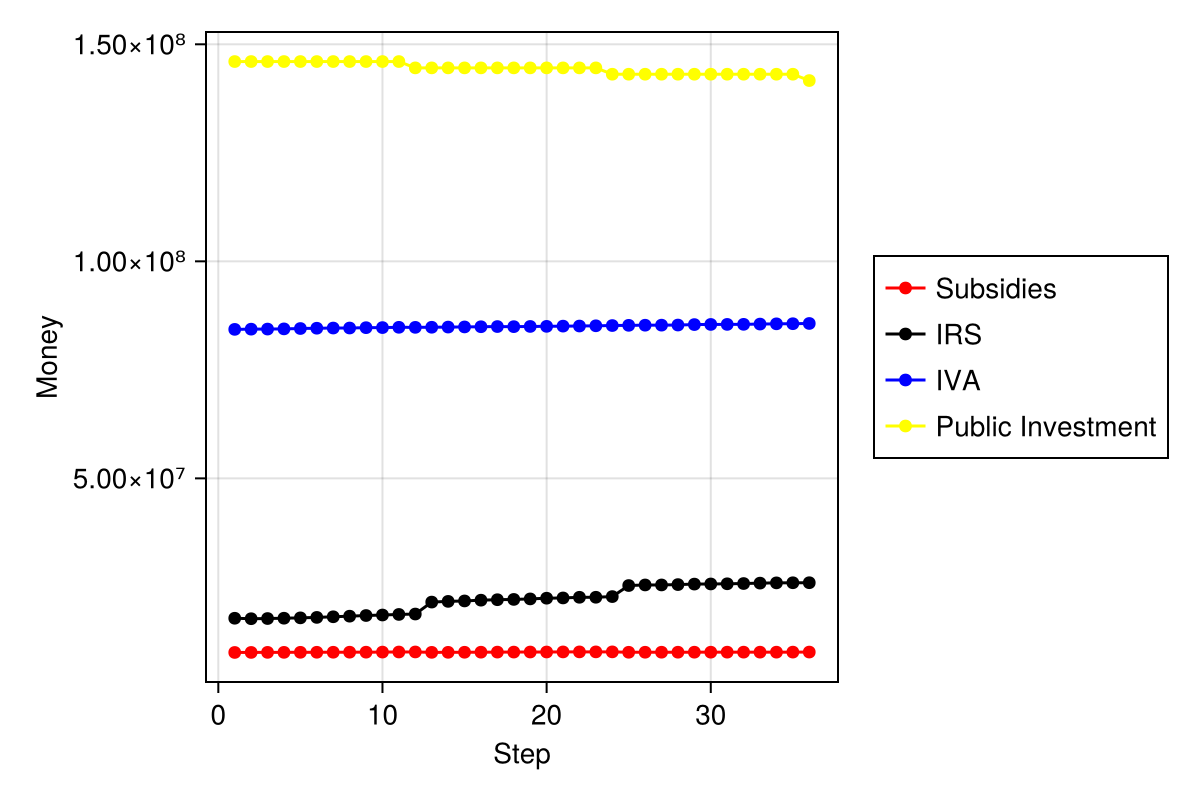 1.50×10⁸
1.00×10⁸
5.00×10⁷
Money
0 10 20 30
Step
Subsidies
IRS
IVA
Public Investment